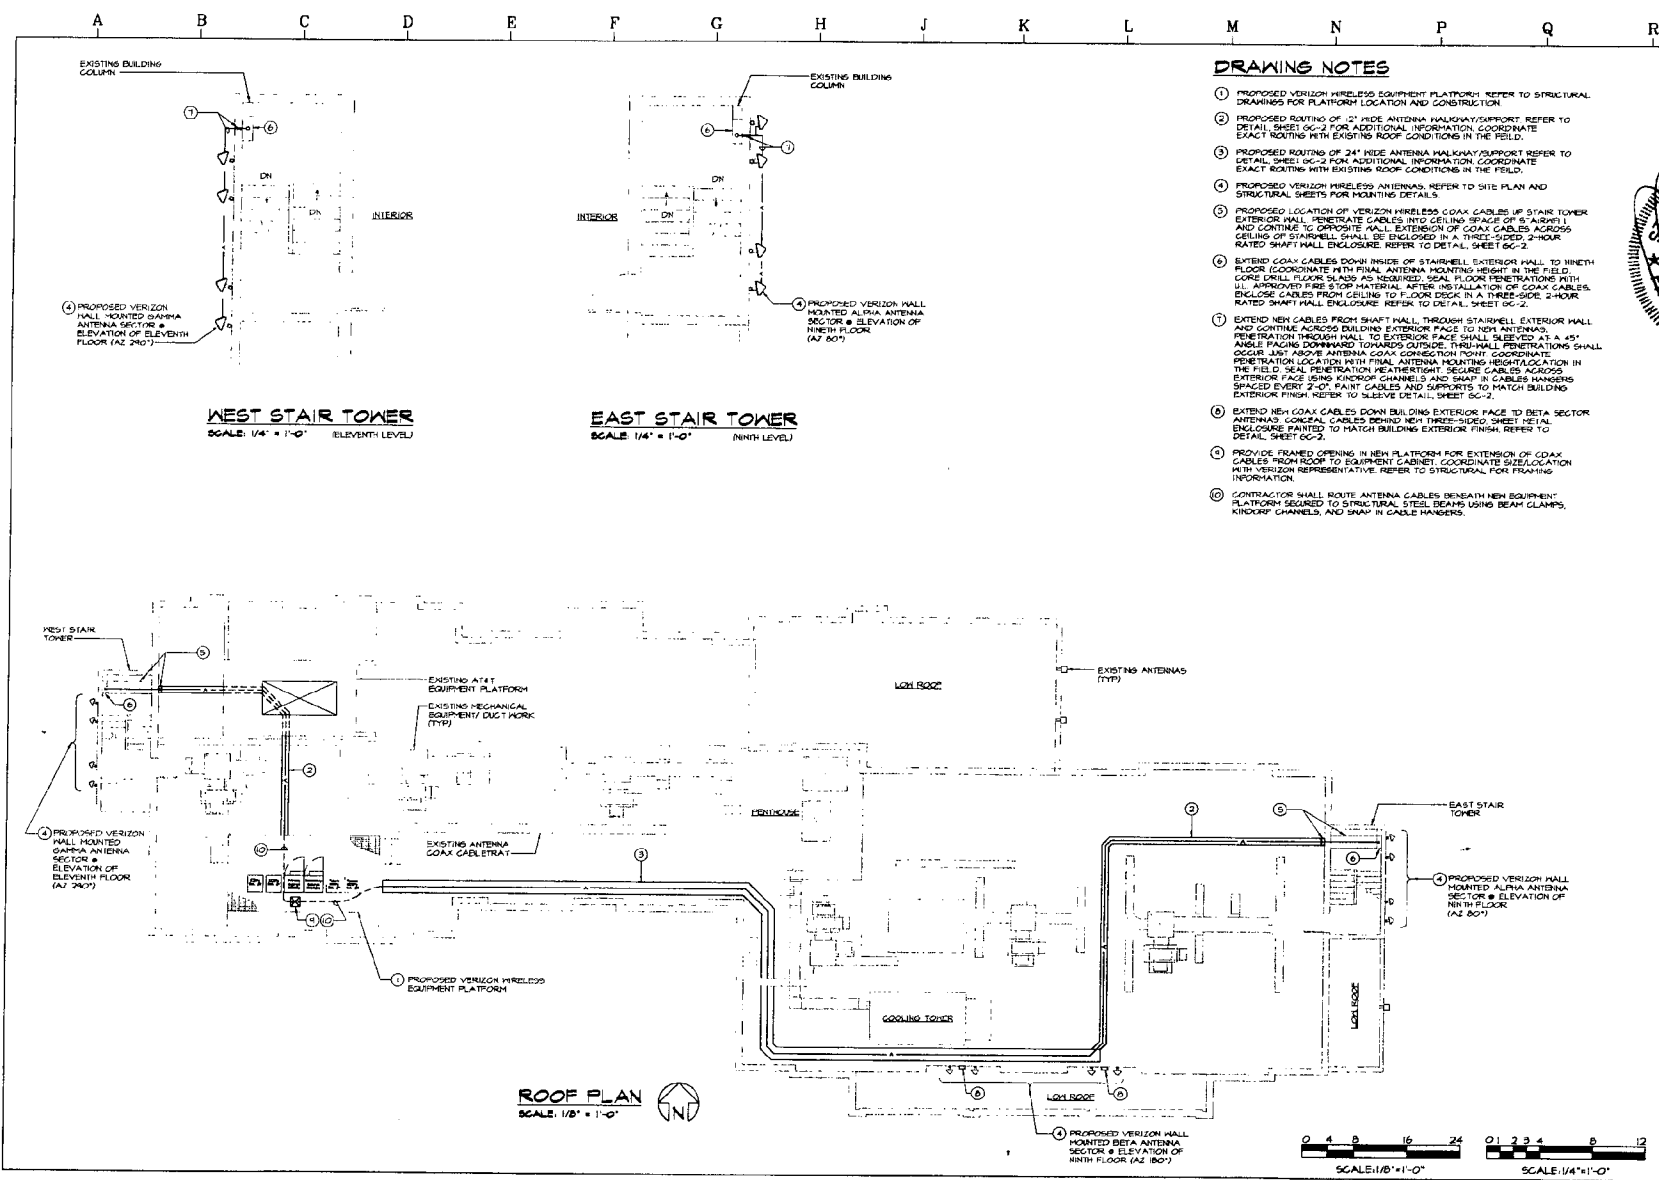 A B C D E F G H J K L M N P Q R
EXISTING BUILDING
COLUMN
7
6
DN
DN
INTERIOR
4 PROPOSED VERIZON
WALL MOUNTED GAMMA
ANTENNA SECTOR @
ELEVATION OF ELEVENTH
FLOOR (AZ 290°)
WEST STAIR TOWER
SCALE: 1/4" = 1'-0" (ELEVENTH LEVEL)
EXISTING BUILDING
COLUMN
6
7
DN
DN
INTERIOR
4 PROPOSED VERIZON WALL
MOUNTED ALPHA ANTENNA
SECTOR @ ELEVATION OF
NINETH FLOOR
(AZ 80°)
EAST STAIR TOWER
SCALE: 1/4" = 1'-0" (NINTH LEVEL)
DRAWING NOTES
1 PROPOSED VERIZON WIRELESS EQUIPMENT PLATFORM. REFER TO STRUCTURAL
DRAWINGS FOR PLATFORM LOCATION AND CONSTRUCTION.
2 PROPOSED ROUTING OF 12" WIDE ANTENNA WALKWAY/SUPPORT. REFER TO
DETAIL, SHEET GC-2 FOR ADDITIONAL INFORMATION. COORDINATE
EXACT ROUTING WITH EXISTING ROOF CONDITIONS IN THE FEILD.
3 PROPOSED ROUTING OF 24" WIDE ANTENNA WALKWAY/SUPPORT REFER TO
DETAIL, SHEET GC-2 FOR ADDITIONAL INFORMATION. COORDINATE
EXACT ROUTING WITH EXISTING ROOF CONDITIONS IN THE FEILD.
4 PROPOSED VERIZON WIRELESS ANTENNAS. REFER TO SITE PLAN AND
STRUCTURAL SHEETS FOR MOUNTING DETAILS.
5 PROPOSED LOCATION OF VERIZON WIRELESS COAX CABLES UP STAIR TOWER
EXTERIOR WALL. PENETRATE CABLES INTO CEILING SPACE OF STAIRWELL
AND CONTINUE TO OPPOSITE WALL. EXTENSION OF COAX CABLES ACROSS
CEILING OF STAIRWELL SHALL BE ENCLOSED IN A THREE-SIDED, 2-HOUR
RATED SHAFT WALL ENCLOSURE. REFER TO DETAIL, SHEET GC-2.
6 EXTEND COAX CABLES DOWN INSIDE OF STAIRWELL EXTERIOR WALL TO NINETH
FLOOR (COORDINATE WITH FINAL ANTENNA MOUNTING HEIGHT IN THE FIELD.
CORE DRILL FLOOR SLABS AS REQUIRED. SEAL FLOOR PENETRATIONS WITH
U.L. APPROVED FIRE STOP MATERIAL AFTER INSTALLATION OF COAX CABLES.
ENCLOSE CABLES FROM CEILING TO FLOOR DECK IN A THREE-SIDE, 2-HOUR
RATED SHAFT WALL ENCLOSURE REFER TO DETAIL, SHEET GC-2.
7 EXTEND NEW CABLES FROM SHAFT WALL, THROUGH STAIRWELL EXTERIOR WALL
AND CONTINUE ACROSS BUILDING EXTERIOR FACE TO NEW ANTENNAS.
PENETRATION THROUGH WALL TO EXTERIOR FACE SHALL SLEEVED AT A 45°
ANGLE FACING DOWNWARD TOWARDS OUTSIDE. THRU-WALL PENETRATIONS SHALL
OCCUR JUST ABOVE ANTENNA COAX CONNECTION POINT. COORDINATE
PENETRATION LOCATION WITH FINAL ANTENNA MOUNTING HEIGHT/LOCATION IN
THE FIELD. SEAL PENETRATION WEATHERTIGHT. SECURE CABLES ACROSS
EXTERIOR FACE USING KINDROF CHANNELS AND SNAP IN CABLES HANGERS
SPACED EVERY 2'-0". PAINT CABLES AND SUPPORTS TO MATCH BUILDING
EXTERIOR FINISH. REFER TO SLEEVE DETAIL, SHEET GC-2.
8 EXTEND NEW COAX CABLES DOWN BUILDING EXTERIOR FACE TO BETA SECTOR
ANTENNAS. CONCEAL CABLES BEHIND NEW THREE-SIDED, SHEET METAL
ENCLOSURE PAINTED TO MATCH BUILDING EXTERIOR FINISH. REFER TO
DETAIL, SHEET GC-2.
9 PROVIDE FRAMED OPENING IN NEW PLATFORM FOR EXTENSION OF COAX
CABLES FROM ROOF TO EQUIPMENT CABINET. COORDINATE SIZE/LOCATION
WITH VERIZON REPRESENTATIVE. REFER TO STRUCTURAL FOR FRAMING
INFORMATION.
10 CONTRACTOR SHALL ROUTE ANTENNA CABLES BENEATH NEW EQUIPMENT
PLATFORM SECURED TO STRUCTURAL STEEL BEAMS USING BEAM CLAMPS,
KINDORF CHANNELS, AND SNAP IN CABLE HANGERS.
WEST STAIR
TOWER
5
6
EXISTING AT&T
EQUIPMENT PLATFORM
EXISTING MECHANICAL
EQUIPMENT/ DUCT WORK
(TYP)
2
LOW ROOF
EXISTING ANTENNAS
(TYP)
PENTHOUSE
4 PROPOSED VERIZON
WALL MOUNTED
GAMMA ANTENNA
SECTOR @
ELEVATION OF
ELEVENTH FLOOR
(AZ 290°)
10
EXISTING ANTENNA
COAX CABLETRAY
3
9 10
1 PROPOSED VERIZON WIRELESS
EQUIPMENT PLATFORM
2
5
EAST STAIR
TOWER
6
4 PROPOSED VERIZON WALL
MOUNTED ALPHA ANTENNA
SECTOR @ ELEVATION OF
NINTH FLOOR
(AZ 80°)
COOLING TOWER
LOW ROOF
8
LOW ROOF
8
4 PROPOSED VERIZON WALL
MOUNTED BETA ANTENNA
SECTOR @ ELEVATION OF
NINTH FLOOR (AZ 180°)
ROOF PLAN
SCALE: 1/8" = 1'-0"
N
0 4 8 16 24
SCALE: 1/8"=1'-0"
0 1 2 3 4 8 12
SCALE: 1/4"=1'-0"